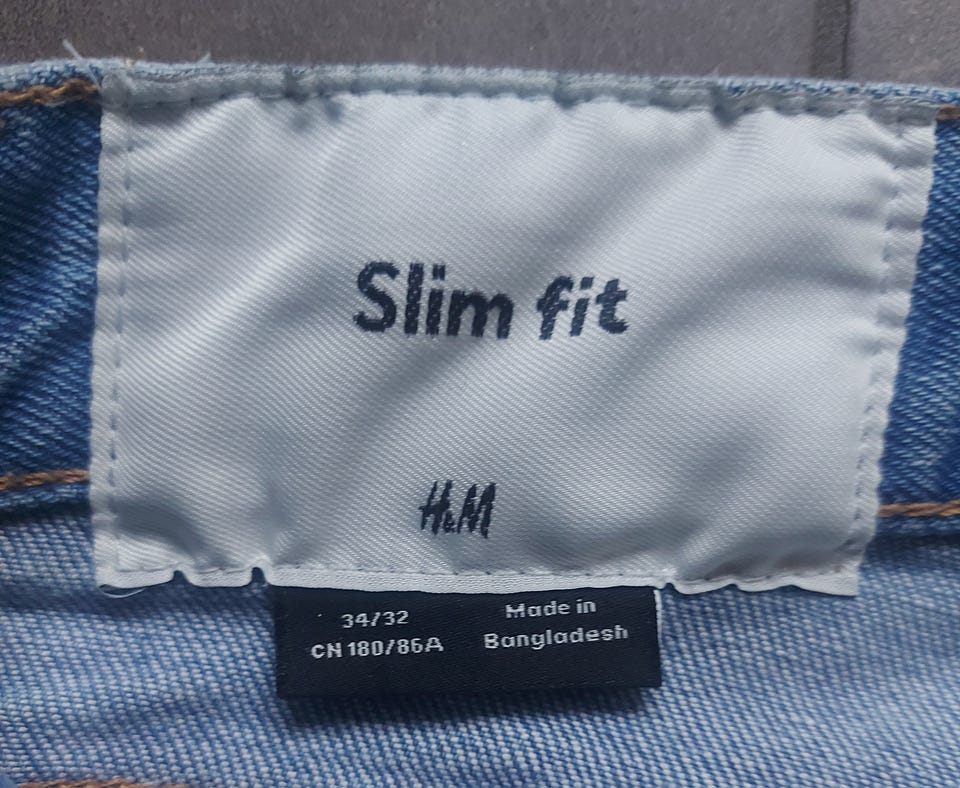 Slim fit
H&M
34/32
CN 180/86A
Made in
Bangladesh